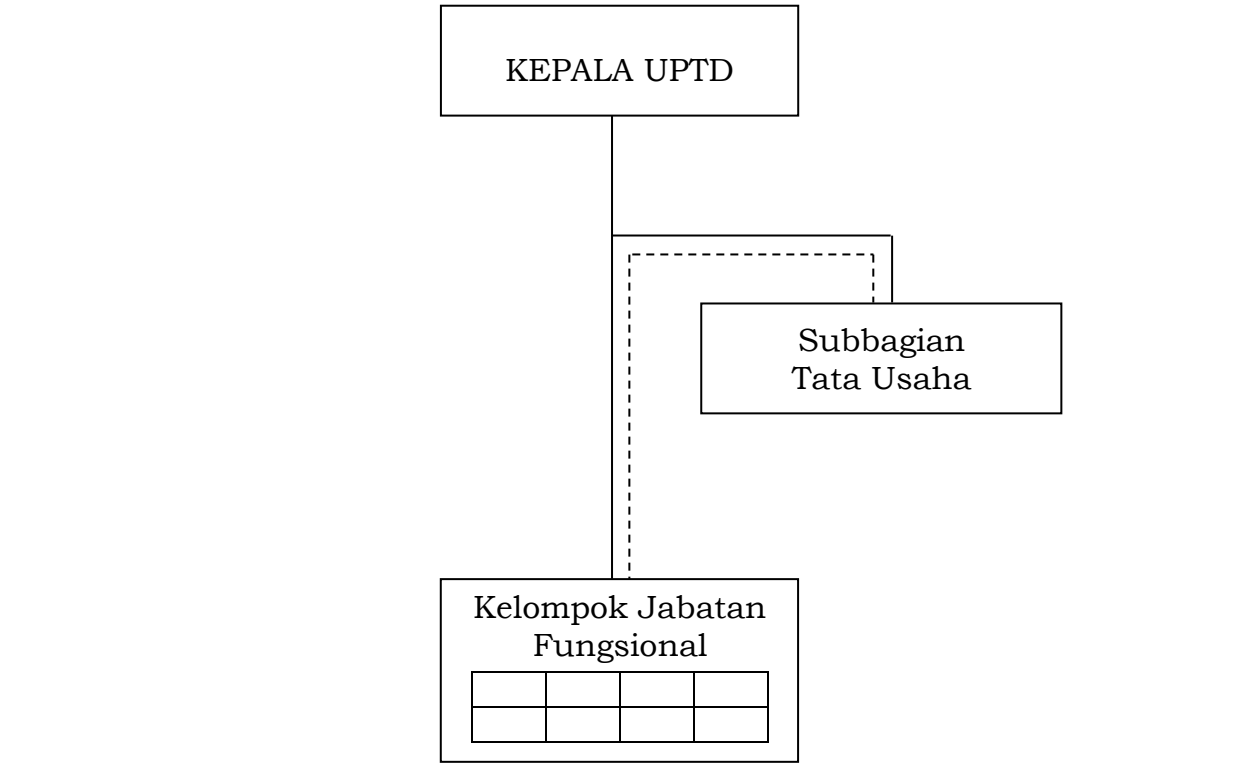 KEPALA UPTD
Subbagian
Tata Usaha
Kelompok Jabatan
Fungsional